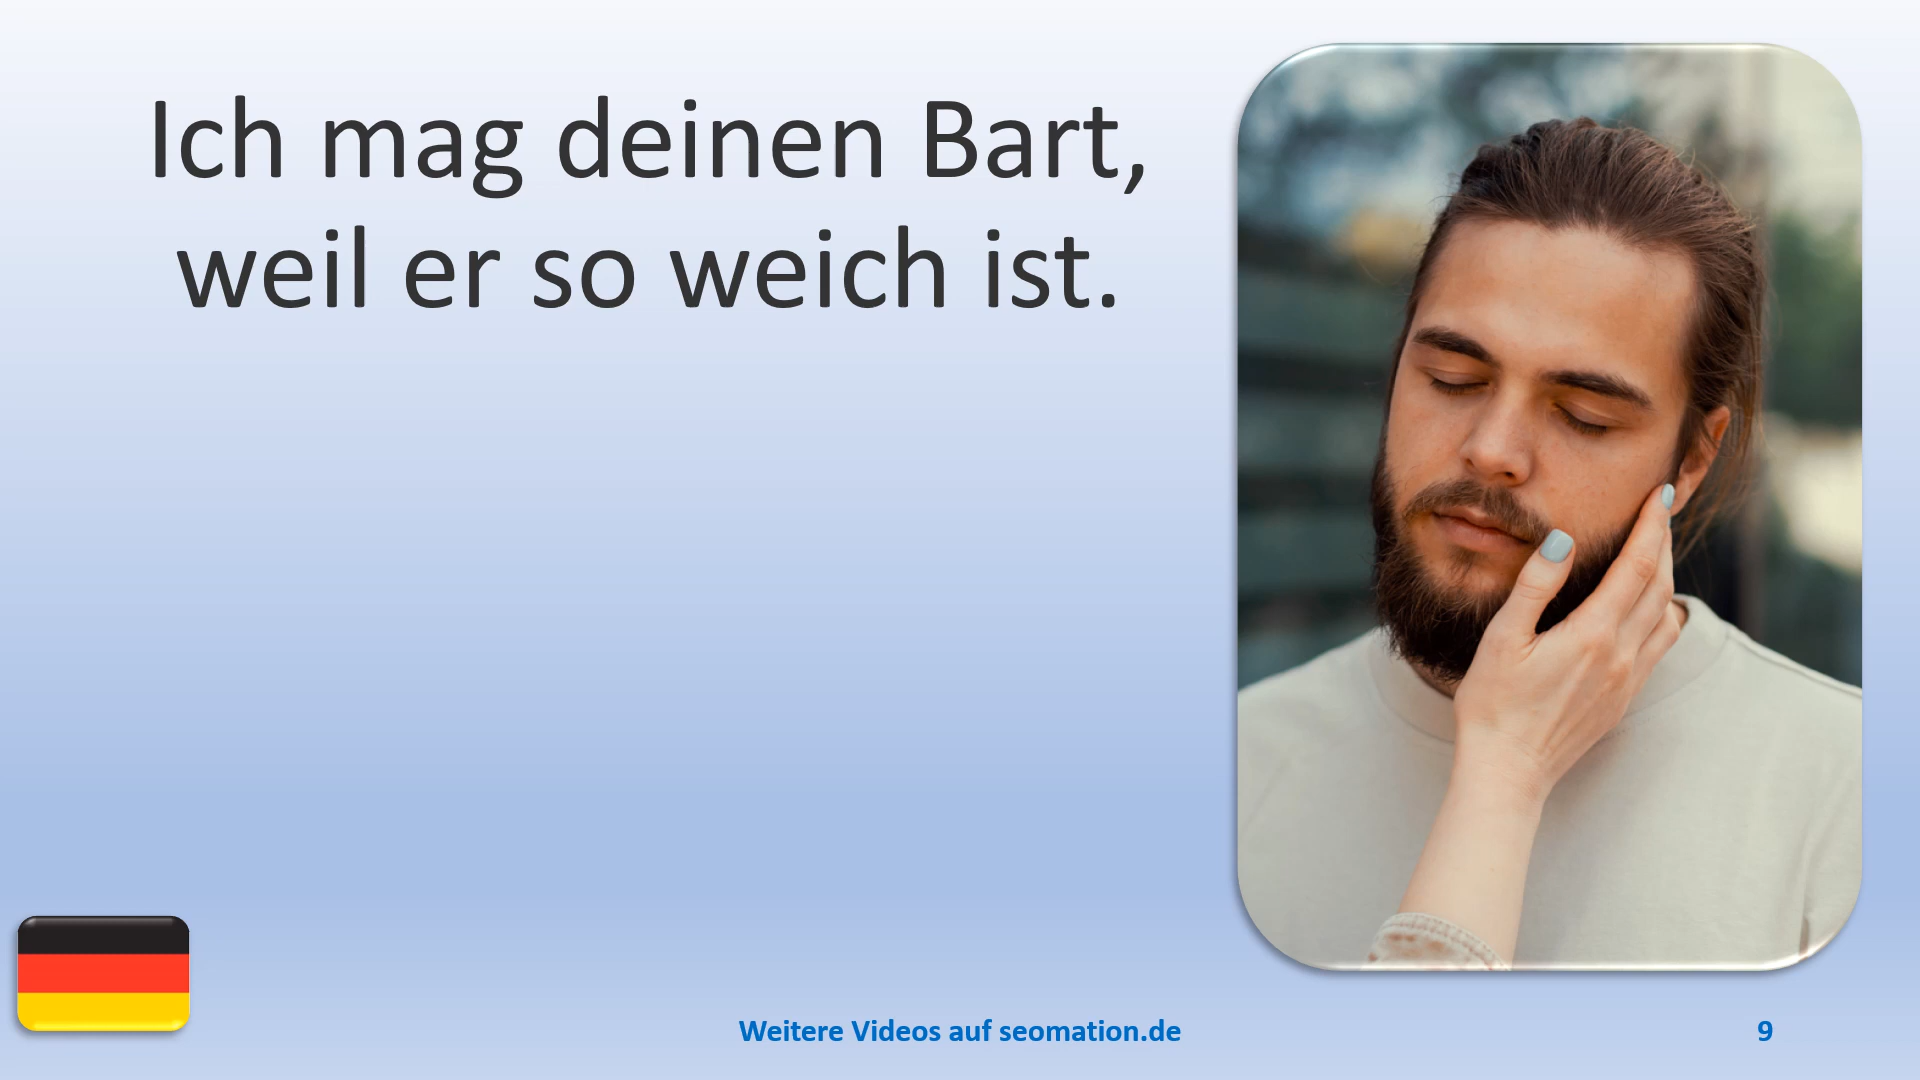 Ich mag deinen Bart,
weil er so weich ist.
Weitere Videos auf seomation.de
9